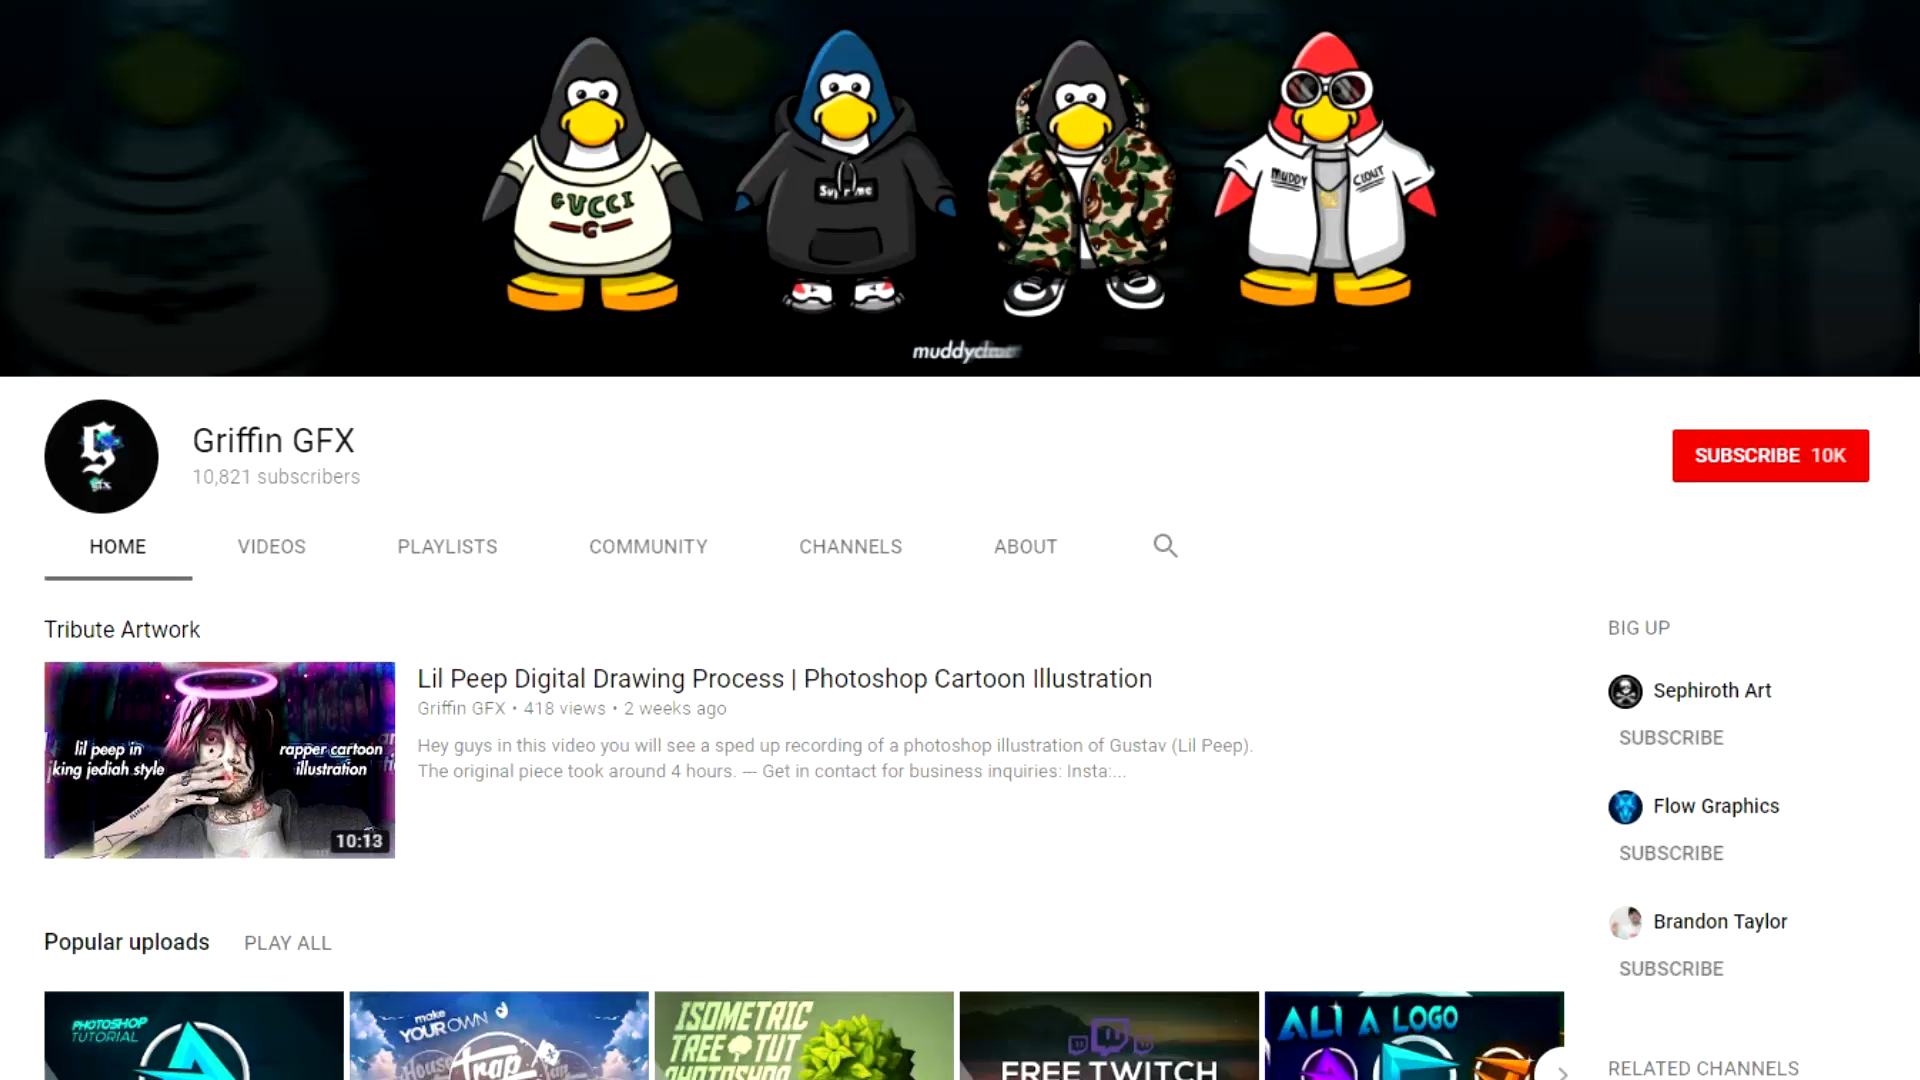 GUCCI
Supreme
MUDDY CLOUT
muddyclout
Griffin GFX
10,821 subscribers
SUBSCRIBE 10K
gfx
HOME VIDEOS PLAYLISTS COMMUNITY CHANNELS ABOUT
Tribute Artwork
BIG UP
Lil Peep Digital Drawing Process | Photoshop Cartoon Illustration
Griffin GFX • 418 views • 2 weeks ago
Hey guys in this video you will see a sped up recording of a photoshop illustration of Gustav (Lil Peep).
The original piece took around 4 hours. --- Get in contact for business inquiries: Insta:...
lil peep in
king jediah style
rapper cartoon
illustration
10:13
Sephiroth Art
SUBSCRIBE
Flow Graphics
SUBSCRIBE
Brandon Taylor
SUBSCRIBE
Popular uploads PLAY ALL
PHOTOSHOP
TUTORIAL
make
YOUR OWN
House Trap
ISOMETRIC
TREE TUT
PHOTOSHOP
FREE TWITCH
ALI A LOGO
RELATED CHANNELS